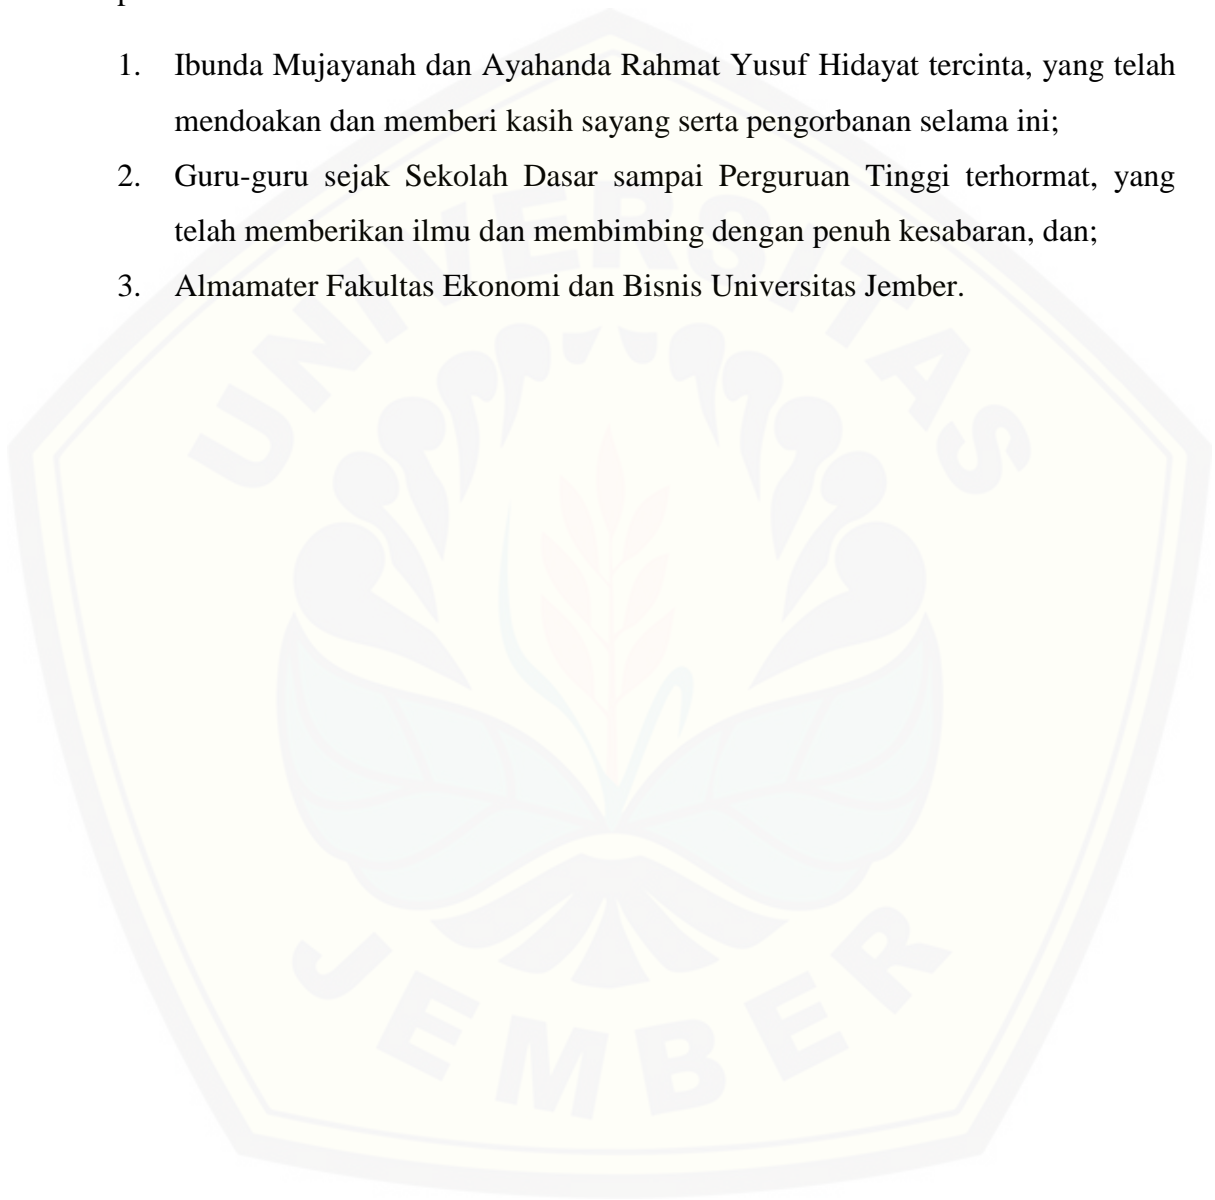 1. Ibunda Mujayanah dan Ayahanda Rahmat Yusuf Hidayat tercinta, yang telah
mendoakan dan memberi kasih sayang serta pengorbanan selama ini;
2. Guru-guru sejak Sekolah Dasar sampai Perguruan Tinggi terhormat, yang
telah memberikan ilmu dan membimbing dengan penuh kesabaran, dan;
3. Almamater Fakultas Ekonomi dan Bisnis Universitas Jember.
UNIVERSITAS
JEMBER